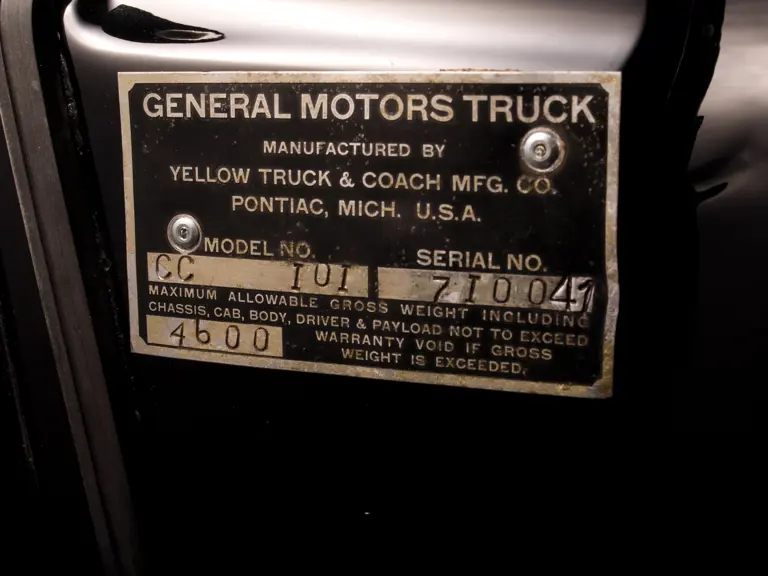 GENERAL MOTORS TRUCK
MANUFACTURED BY
YELLOW TRUCK & COACH MFG. CO.
PONTIAC, MICH. U.S.A.
MODEL NO. SERIAL NO.
CC 101 710041
MAXIMUM ALLOWABLE GROSS WEIGHT INCLUDING
CHASSIS, CAB, BODY, DRIVER & PAYLOAD NOT TO EXCEED
4600 WARRANTY VOID IF GROSS
WEIGHT IS EXCEEDED.